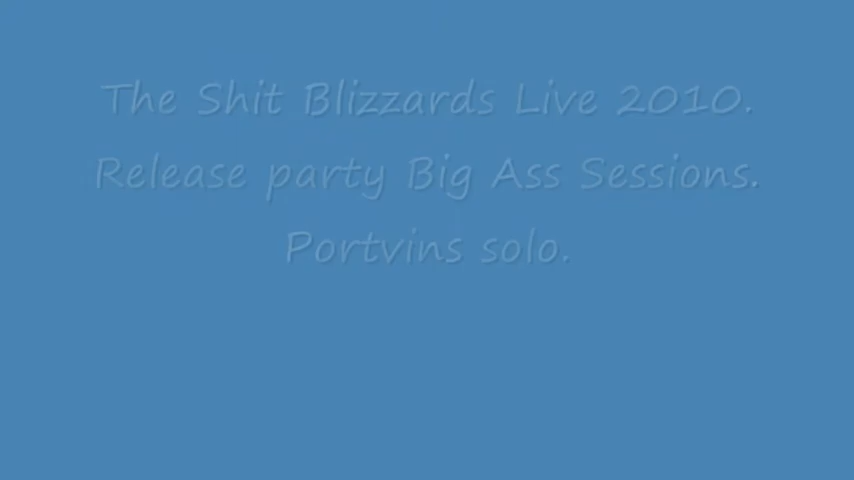 The Shit Blizzards Live 2010.
Release party Big Ass Sessions.
Portvins solo.